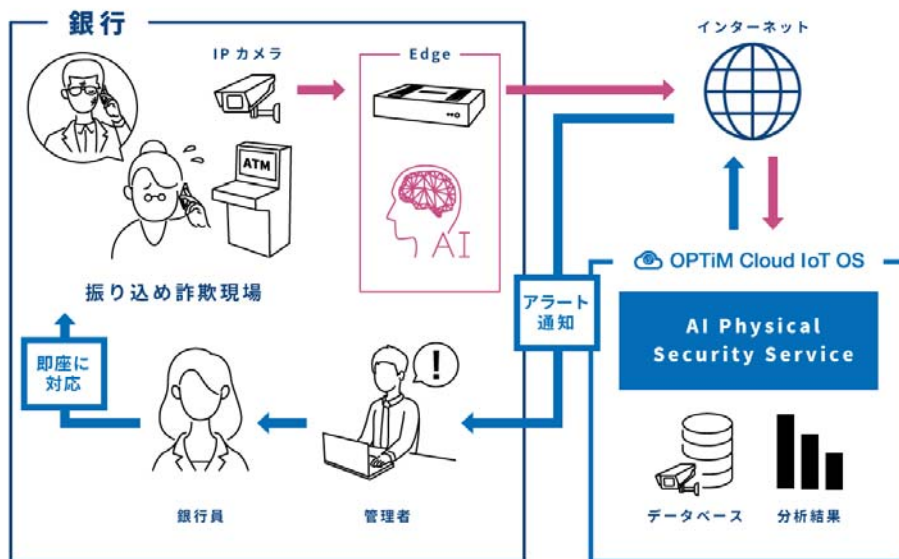 銀行
IPカメラ
Edge
インターネット
ATM
AI
振り込め詐欺現場
OPTiM Cloud IoT OS
アラート
通知
AI Physical
Security Service
即座に
対応
!
銀行員
管理者
データベース
分析結果